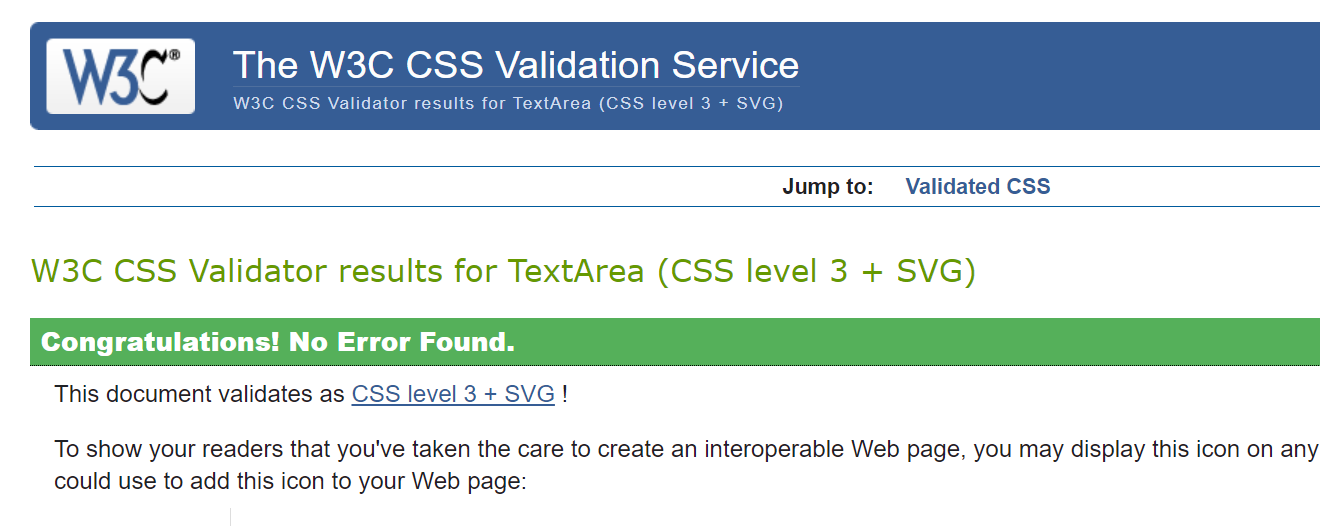 W3C®
The W3C CSS Validation Service
W3C CSS Validator results for TextArea (CSS level 3 + SVG)
Jump to: Validated CSS
W3C CSS Validator results for TextArea (CSS level 3 + SVG)
Congratulations! No Error Found.
This document validates as CSS level 3 + SVG !
To show your readers that you've taken the care to create an interoperable Web page, you may display this icon on any
could use to add this icon to your Web page: